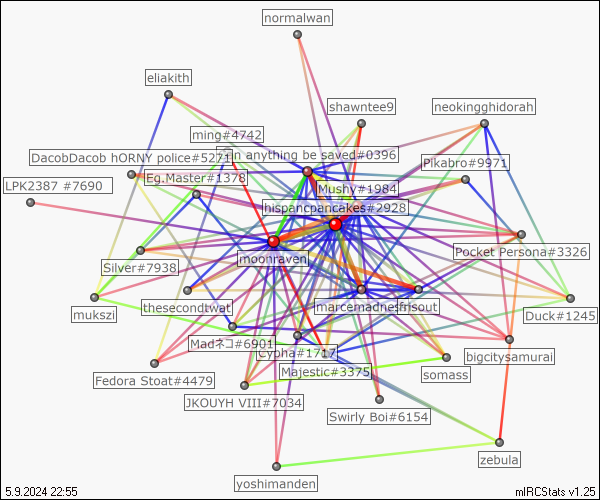 normalwan
eliakith
shawntee9
neokingghidorah
ming#4742
DacobDacob hORNY police#5271
in anything be saved#0396
Pikabro#9971
Eg.Master#1378
Mushy#1984
LPK2387 #7690
hispancpancakes#2928
Pocket Persona#3326
moonraven
Silver#7938
mukszi
thesecondtwat
marcemadne
frisout
Duck#1245
Madネコ#6901
Cypha#1717
bigcitysamurai
Majestic#3375
somass
Fedora Stoat#4479
JKOUYH VIII#7034
Swirly Boi#6154
zebula
yoshimanden
5.9.2024 22:55
mIRCStats v1.25